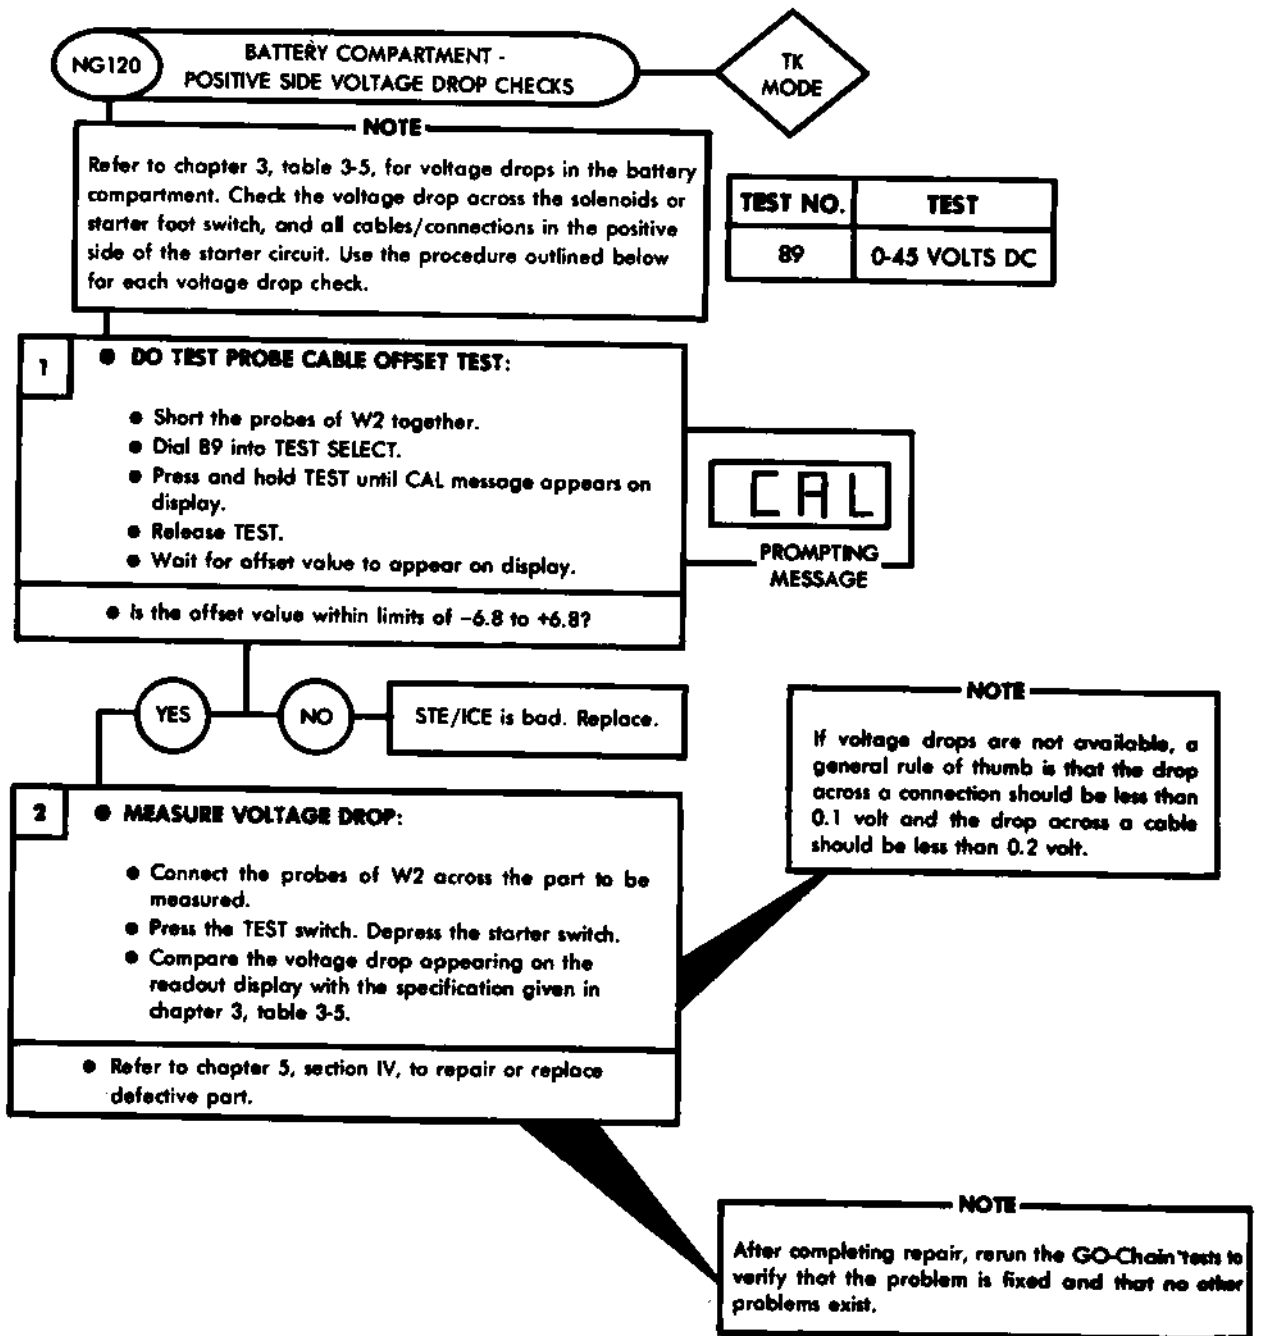 NG120
BATTERY COMPARTMENT -
POSITIVE SIDE VOLTAGE DROP CHECKS
TK
MODE
NOTE
Refer to chapter 3, table 3-5, for voltage drops in the battery
compartment. Check the voltage drop across the solenoids or
starter foot switch, and all cables/connections in the positive
side of the starter circuit. Use the procedure outlined below
for each voltage drop check.
TEST NO. TEST
89 0-45 VOLTS DC
1
● DO TEST PROBE CABLE OFFSET TEST:
● Short the probes of W2 together.
● Dial 89 into TEST SELECT.
● Press and hold TEST until CAL message appears on
display.
● Release TEST.
● Wait for offset value to appear on display.
CAL
PROMPTING
MESSAGE
● Is the offset value within limits of -6.8 to +6.8?
YES
NO
STE/ICE is bad. Replace.
NOTE
If voltage drops are not available, a
general rule of thumb is that the drop
across a connection should be less than
0.1 volt and the drop across a cable
should be less than 0.2 volt.
2
● MEASURE VOLTAGE DROP:
● Connect the probes of W2 across the part to be
measured.
● Press the TEST switch. Depress the starter switch.
● Compare the voltage drop appearing on the
readout display with the specification given in
chapter 3, table 3-5.
● Refer to chapter 5, section IV, to repair or replace
defective part.
NOTE
After completing repair, rerun the GO-Chain tests to
verify that the problem is fixed and that no other
problems exist.